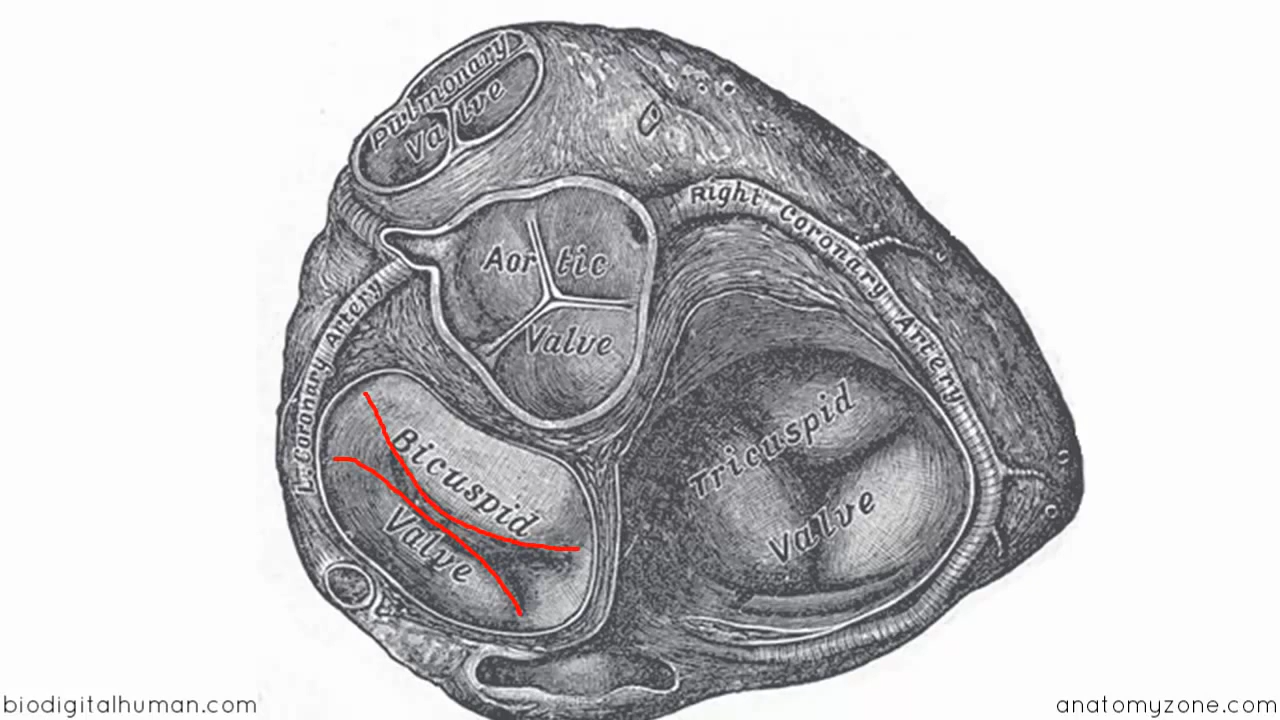 Pulmonary
Valve
Right Coronary Artery
Aortic
Valve
L. Coronary Artery
Bicuspid
Valve
Tricuspid
Valve
biodigitalhuman.com
anatomyzone.com